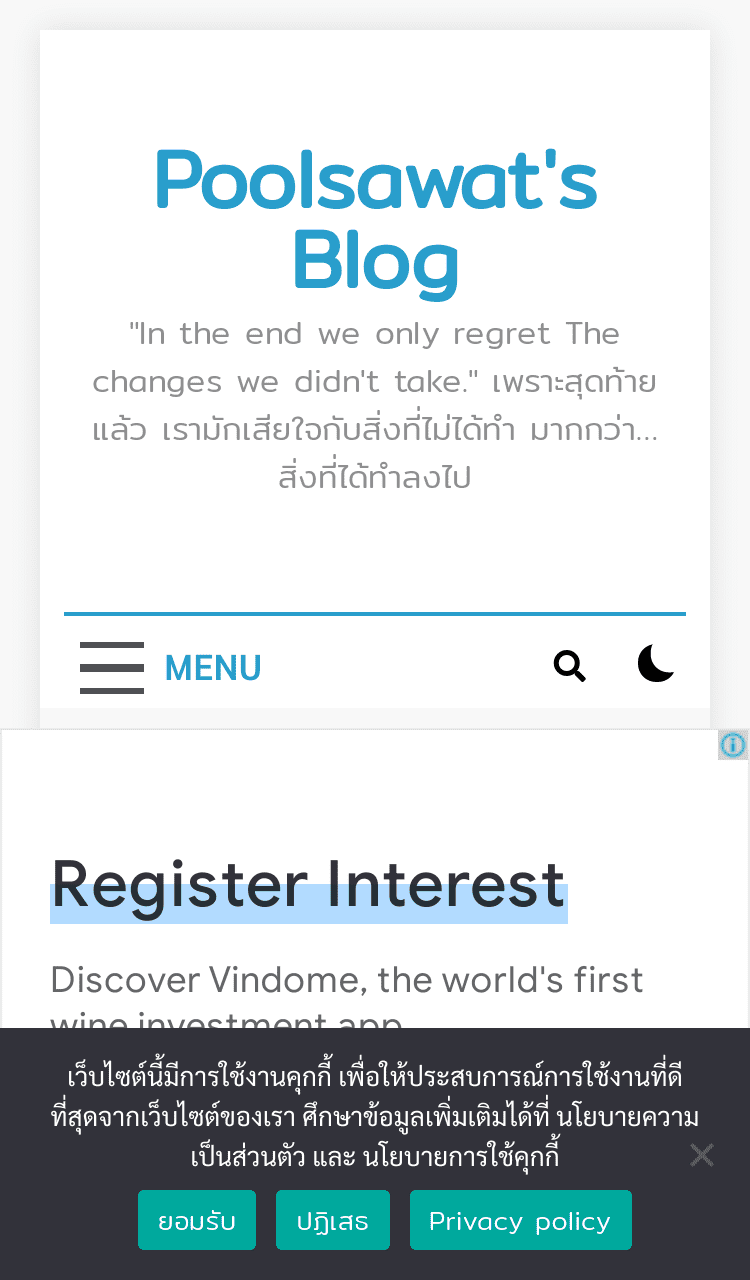 Poolsawat's
Blog
"In the end we only regret The
changes we didn't take." เพราะสุดท้าย
แล้ว เรามักเสียใจกับสิ่งที่ไม่ได้ทำ มากกว่า...
สิ่งที่ได้ทำลงไป
MENU
Register Interest
Discover Vindome, the world's first
wine investment app
เว็บไซต์นี้มีการใช้งานคุกกี้ เพื่อให้ประสบการณ์การใช้งานที่ดี
ที่สุดจากเว็บไซต์ของเรา ศึกษาข้อมูลเพิ่มเติมได้ที่ นโยบายความ
เป็นส่วนตัว และ นโยบายการใช้คุกกี้
ยอมรับ
ปฏิเสธ
Privacy policy